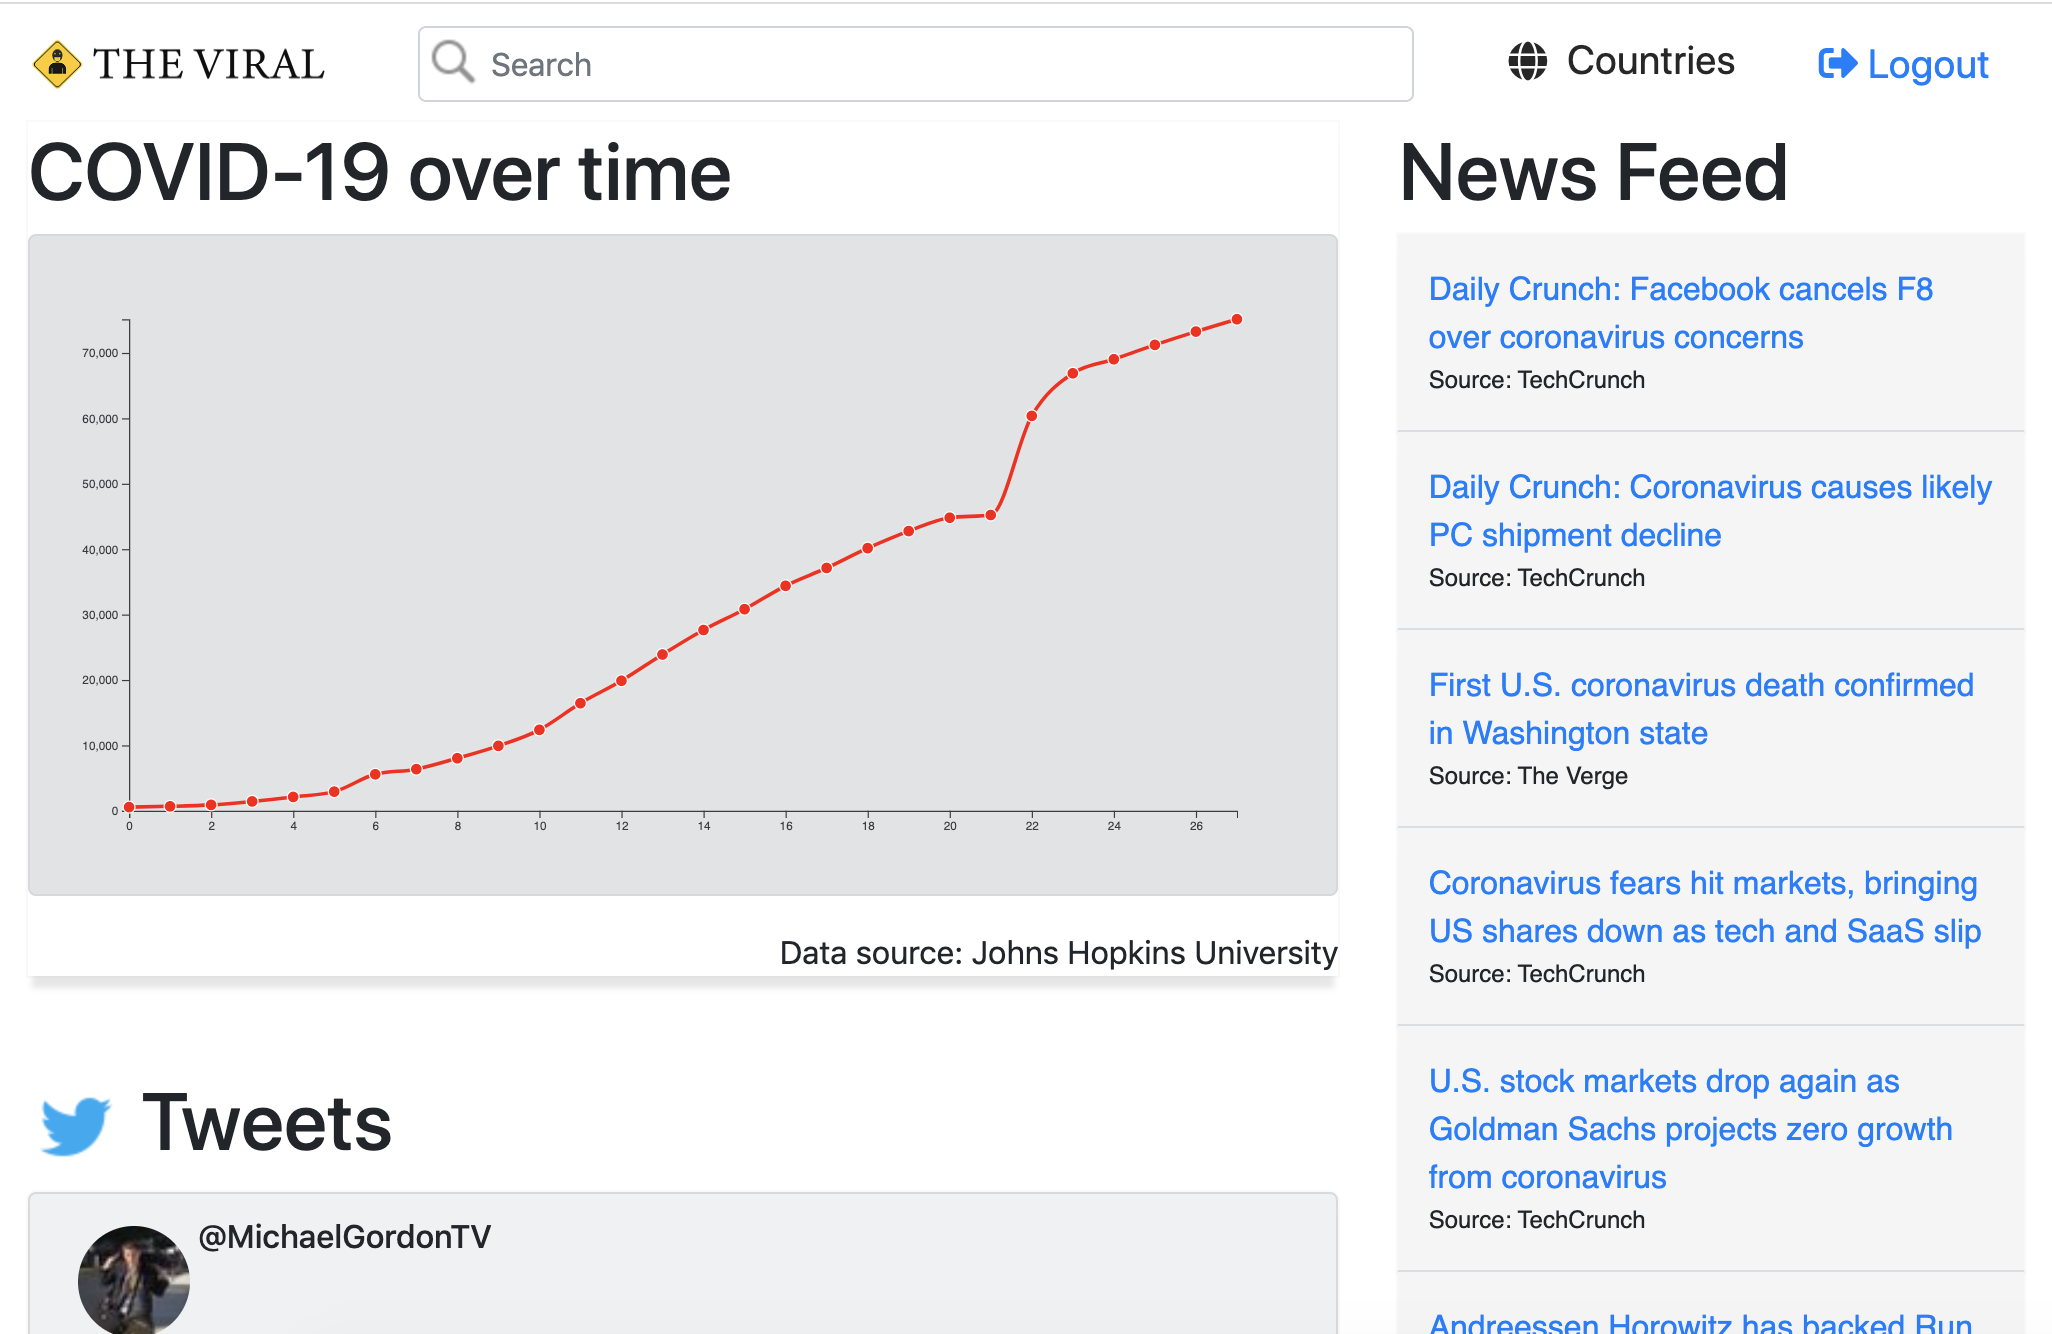 THE VIRAL
Search
Countries
Logout
COVID-19 over time
70,000
60,000
50,000
40,000
30,000
20,000
10,000
0
0 2 4 6 8 10 12 14 16 18 20 22 24 26
Data source: Johns Hopkins University
Tweets
@MichaelGordonTV
News Feed
Daily Crunch: Facebook cancels F8
over coronavirus concerns
Source: TechCrunch
Daily Crunch: Coronavirus causes likely
PC shipment decline
Source: TechCrunch
First U.S. coronavirus death confirmed
in Washington state
Source: The Verge
Coronavirus fears hit markets, bringing
US shares down as tech and SaaS slip
Source: TechCrunch
U.S. stock markets drop again as
Goldman Sachs projects zero growth
from coronavirus
Source: TechCrunch
Andreessen Horowitz has backed Run